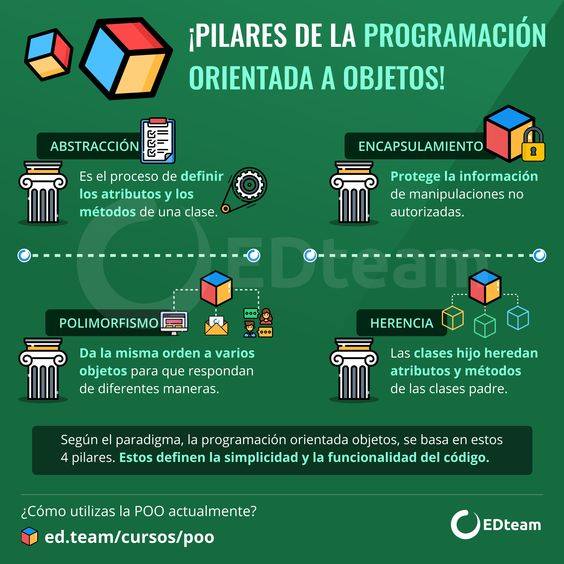 ¡PILARES DE LA PROGRAMACIÓN
ORIENTADA A OBJETOS!
ABSTRACCIÓN
Es el proceso de definir
los atributos y los
métodos de una clase.
ENCAPSULAMIENTO
Protege la información
de manipulaciones no
autorizadas.
EDteam
POLIMORFISMO
Da la misma orden a varios
objetos para que respondan
de diferentes maneras.
HERENCIA
Las clases hijo heredan
atributos y métodos
de las clases padre.
Según el paradigma, la programación orientada objetos, se basa en estos
4 pilares. Estos definen la simplicidad y la funcionalidad del código.
¿Cómo utilizas la POO actualmente?
ed.team/cursos/poo
EDteam